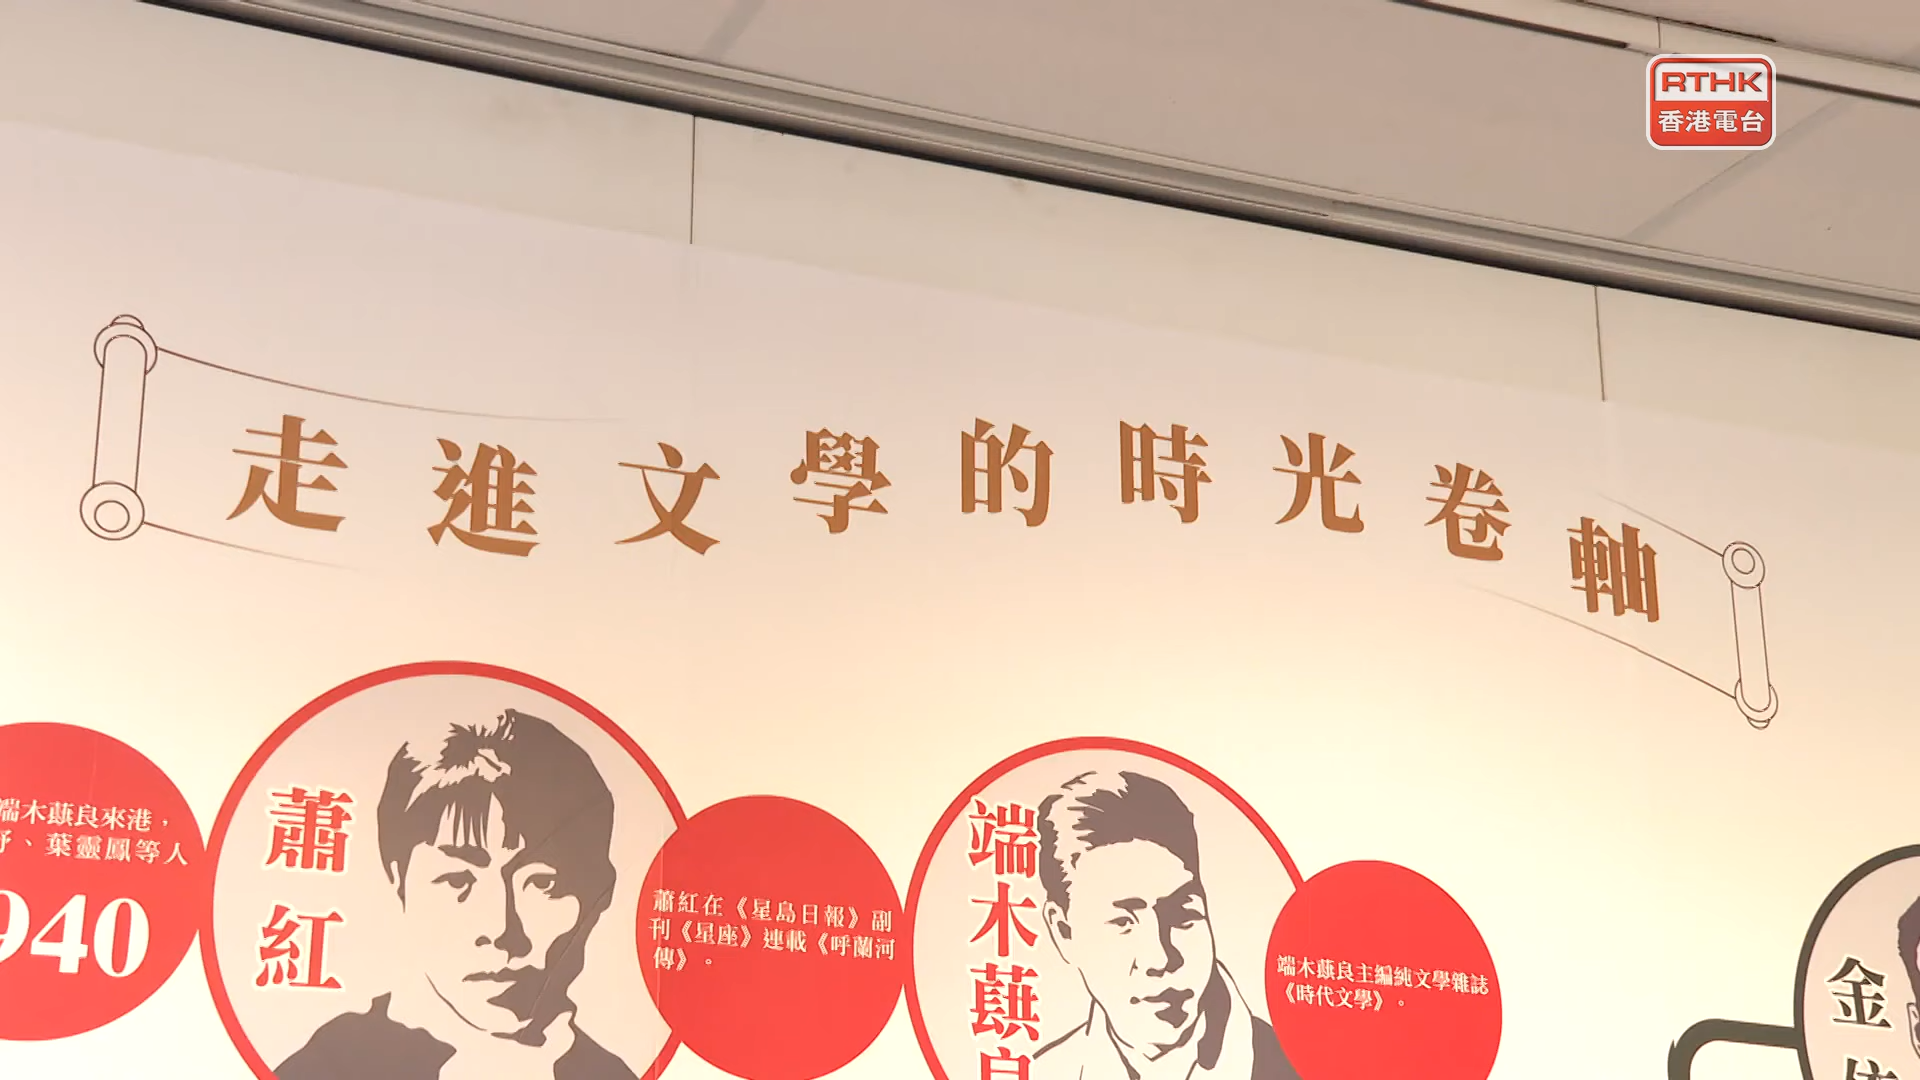 RTHK
香港電台
走進文學的時光卷軸
端木蕻良來港，
、葉靈鳳等人
940
蕭紅
蕭紅在《星島日報》副
刊《星座》連載《呼蘭河
傳》。
端木蕻良
端木蕻良主編純文學雜誌
《時代文學》。
金